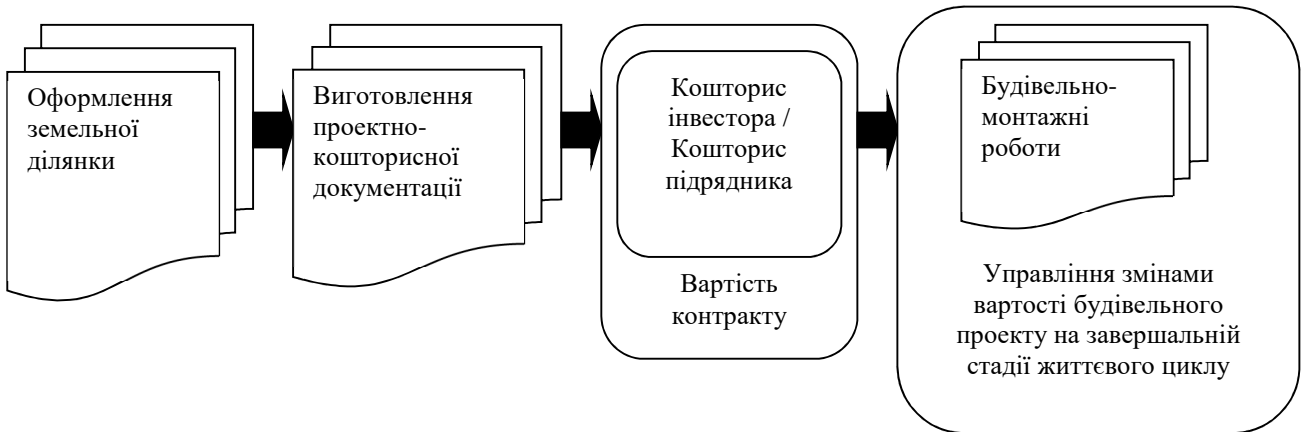 Оформлення
земельної
ділянки
Виготовлення
проектно-
кошторисної
документації
Кошторис
інвестора /
Кошторис
підрядника
Вартість
контракту
Будівельно-
монтажні
роботи
Управління змінами
вартості будівельного
проекту на завершальній
стадії життєвого циклу